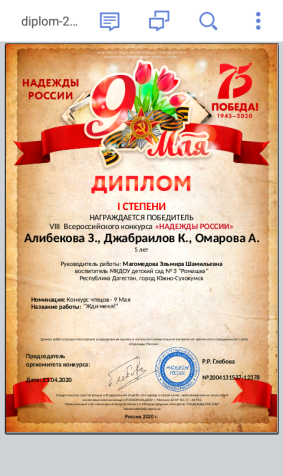 diplom-2...
НАДЕЖДЫ
РОССИИ
9
Мая
75
ПОБЕДА!
1945–2020
ДИПЛОМ
I СТЕПЕНИ
НАГРАЖДАЕТСЯ ПОБЕДИТЕЛЬ
VIII Всероссийского конкурса «НАДЕЖДЫ РОССИИ»
Алибекова З., Джабраилов К., Омарова А.
5 лет
Руководитель работы: Магомедова Эльмира Шамильевна
воспитатель МКДОУ детский сад № 3 "Ромашка"
Республика Дагестан, город Южно-Сухокумск
Номинация: Конкурс чтецов - 9 Мая
Название работы: "Жди меня!"
Председатель
оргкомитета конкурса:
Р.Р. Глебова
Дата: 13.04.2020
№2004131527-12378
Россия 2020 г.